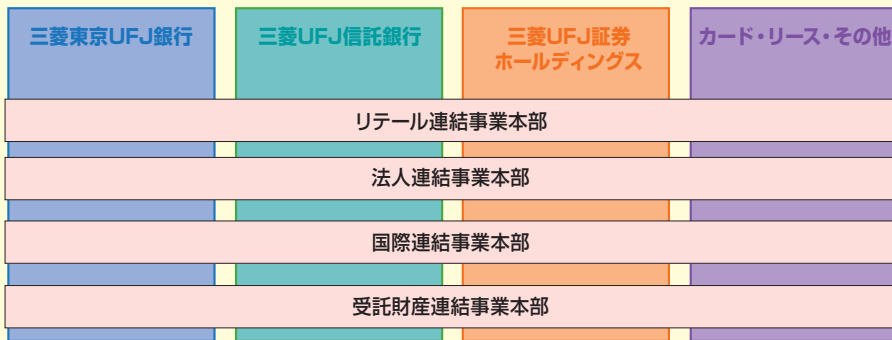 三菱東京UFJ銀行
三菱UFJ信託銀行
三菱UFJ証券
ホールディングス
カード・リース・その他
リテール連結事業本部
法人連結事業本部
国際連結事業本部
受託財産連結事業本部